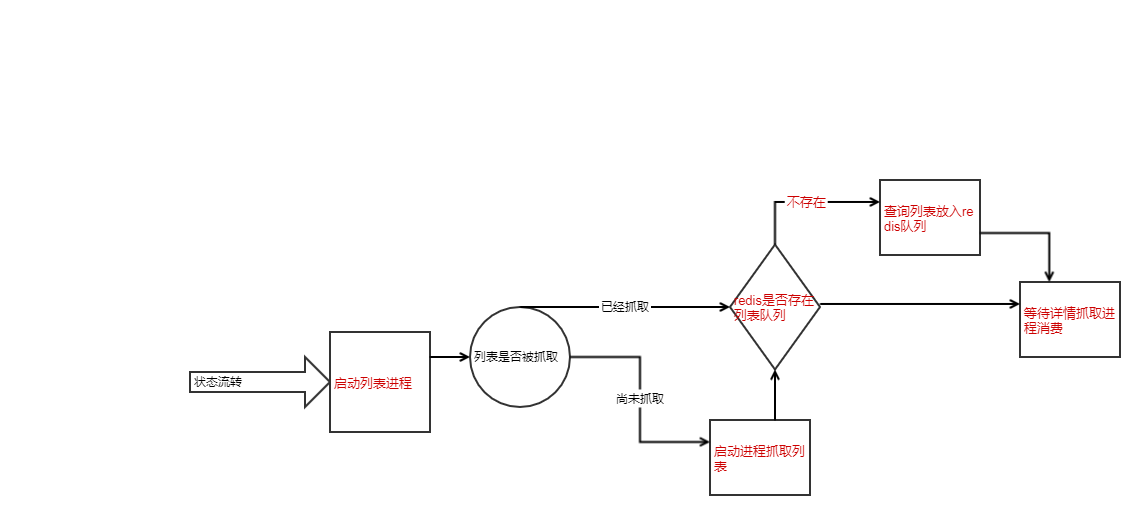 状态流转
启动列表进程
列表是否被抓取
已经抓取
尚未抓取
启动进程抓取列
表
redis是否存在
列表队列
不存在
查询列表放入re
dis队列
等待详情抓取进
程消费